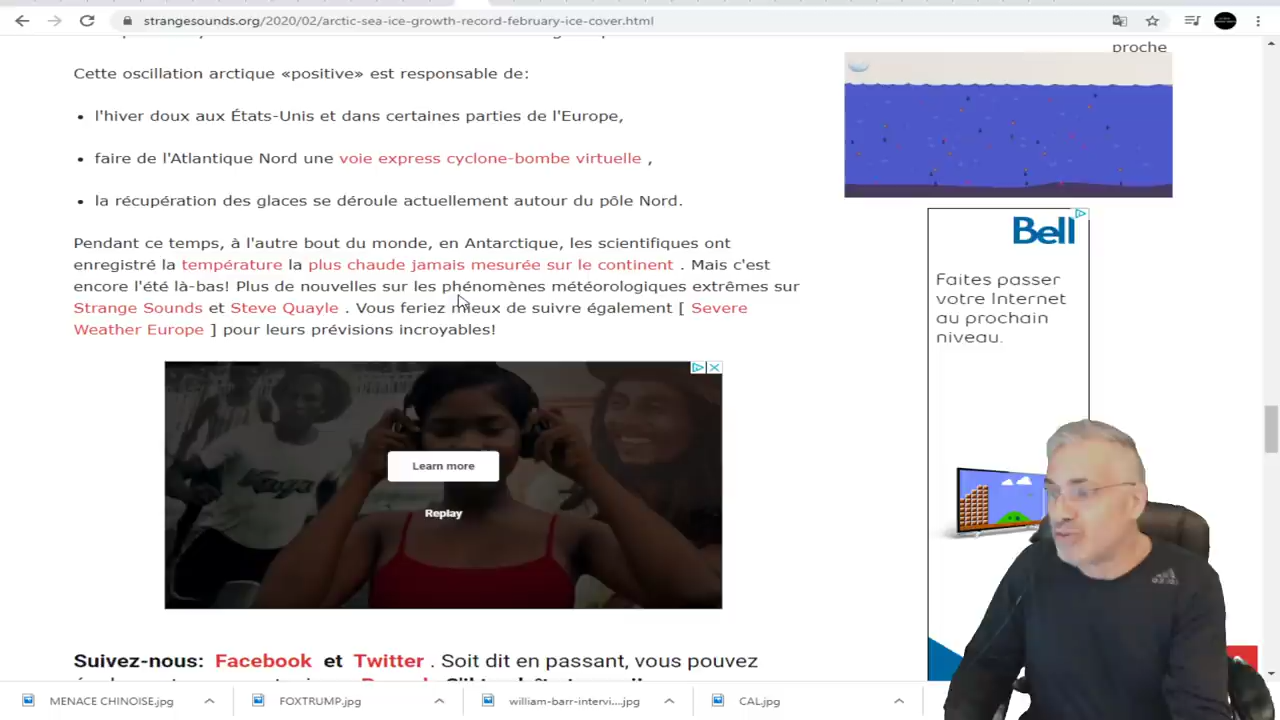 strangesounds.org/2020/02/arctic-sea-ice-growth-record-february-ice-cover.html
proche
Cette oscillation arctique «positive» est responsable de:
• l'hiver doux aux États-Unis et dans certaines parties de l'Europe,
• faire de l'Atlantique Nord une voie express cyclone-bombe virtuelle ,
• la récupération des glaces se déroule actuellement autour du pôle Nord.
Pendant ce temps, à l'autre bout du monde, en Antarctique, les scientifiques ont
enregistré la température la plus chaude jamais mesurée sur le continent . Mais c'est
encore l'été là-bas! Plus de nouvelles sur les phénomènes météorologiques extrêmes sur
Strange Sounds et Steve Quayle . Vous feriez mieux de suivre également [ Severe
Weather Europe ] pour leurs prévisions incroyables!
Bell
Faites passer
votre Internet
au prochain
niveau.
Learn more
Replay
Suivez-nous: Facebook et Twitter . Soit dit en passant, vous pouvez
MENACE CHINOISE.jpg
FOXTRUMP.jpg
william-barr-intervi....jpg
CAL.jpg